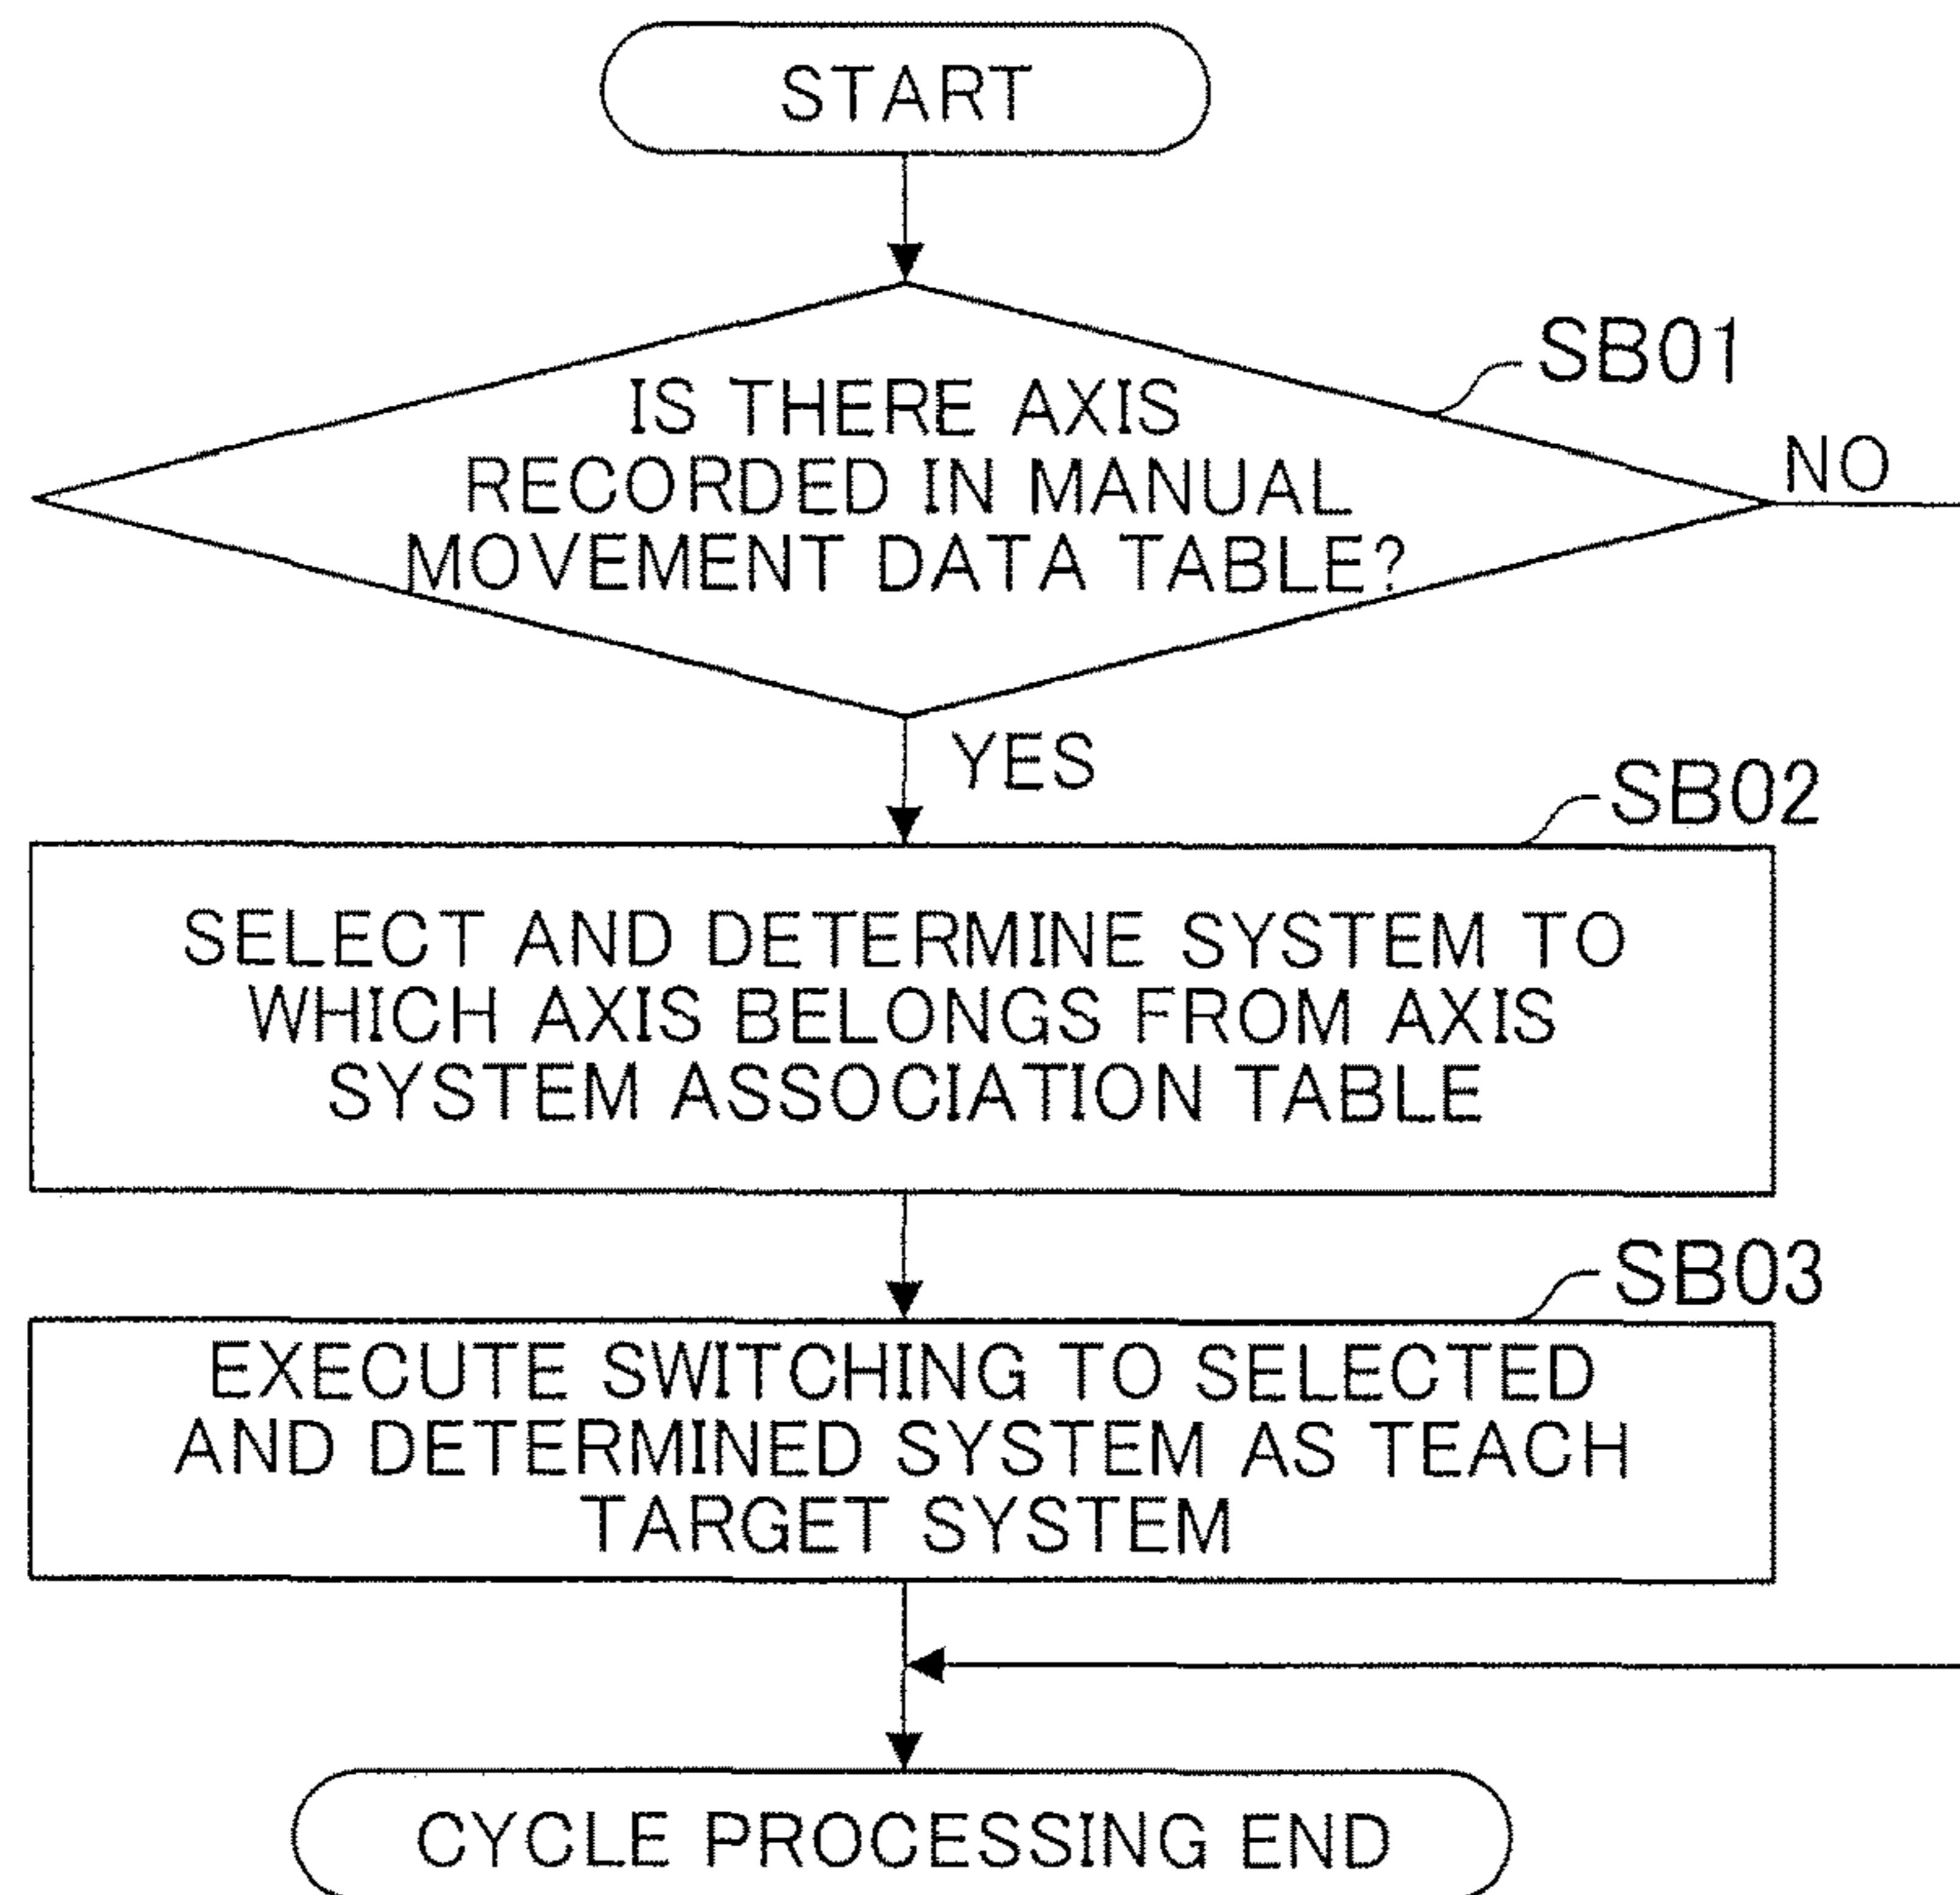 START
SB01
IS THERE AXIS
RECORDED IN MANUAL
MOVEMENT DATA TABLE?
NO
YES
SB02
SELECT AND DETERMINE SYSTEM TO
WHICH AXIS BELONGS FROM AXIS
SYSTEM ASSOCIATION TABLE
SB03
EXECUTE SWITCHING TO SELECTED
AND DETERMINED SYSTEM AS TEACH
TARGET SYSTEM
CYCLE PROCESSING END